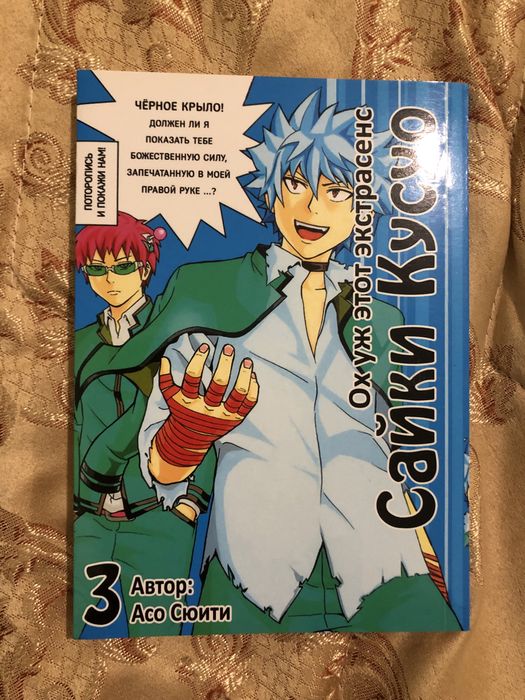 ЧЁРНОЕ КРЫЛО!
ДОЛЖЕН ЛИ Я
ПОКАЗАТЬ ТЕБЕ
БОЖЕСТВЕННУЮ СИЛУ,
ЗАПЕЧАТАННУЮ В МОЕЙ
ПРАВОЙ РУКЕ ...?
ПОТОРОПИСЬ
И ПОКАЖИ НАМ!
Ох уж этот экстрасенс
Сайки Кусуо
3
Автор:
Асо Сюити